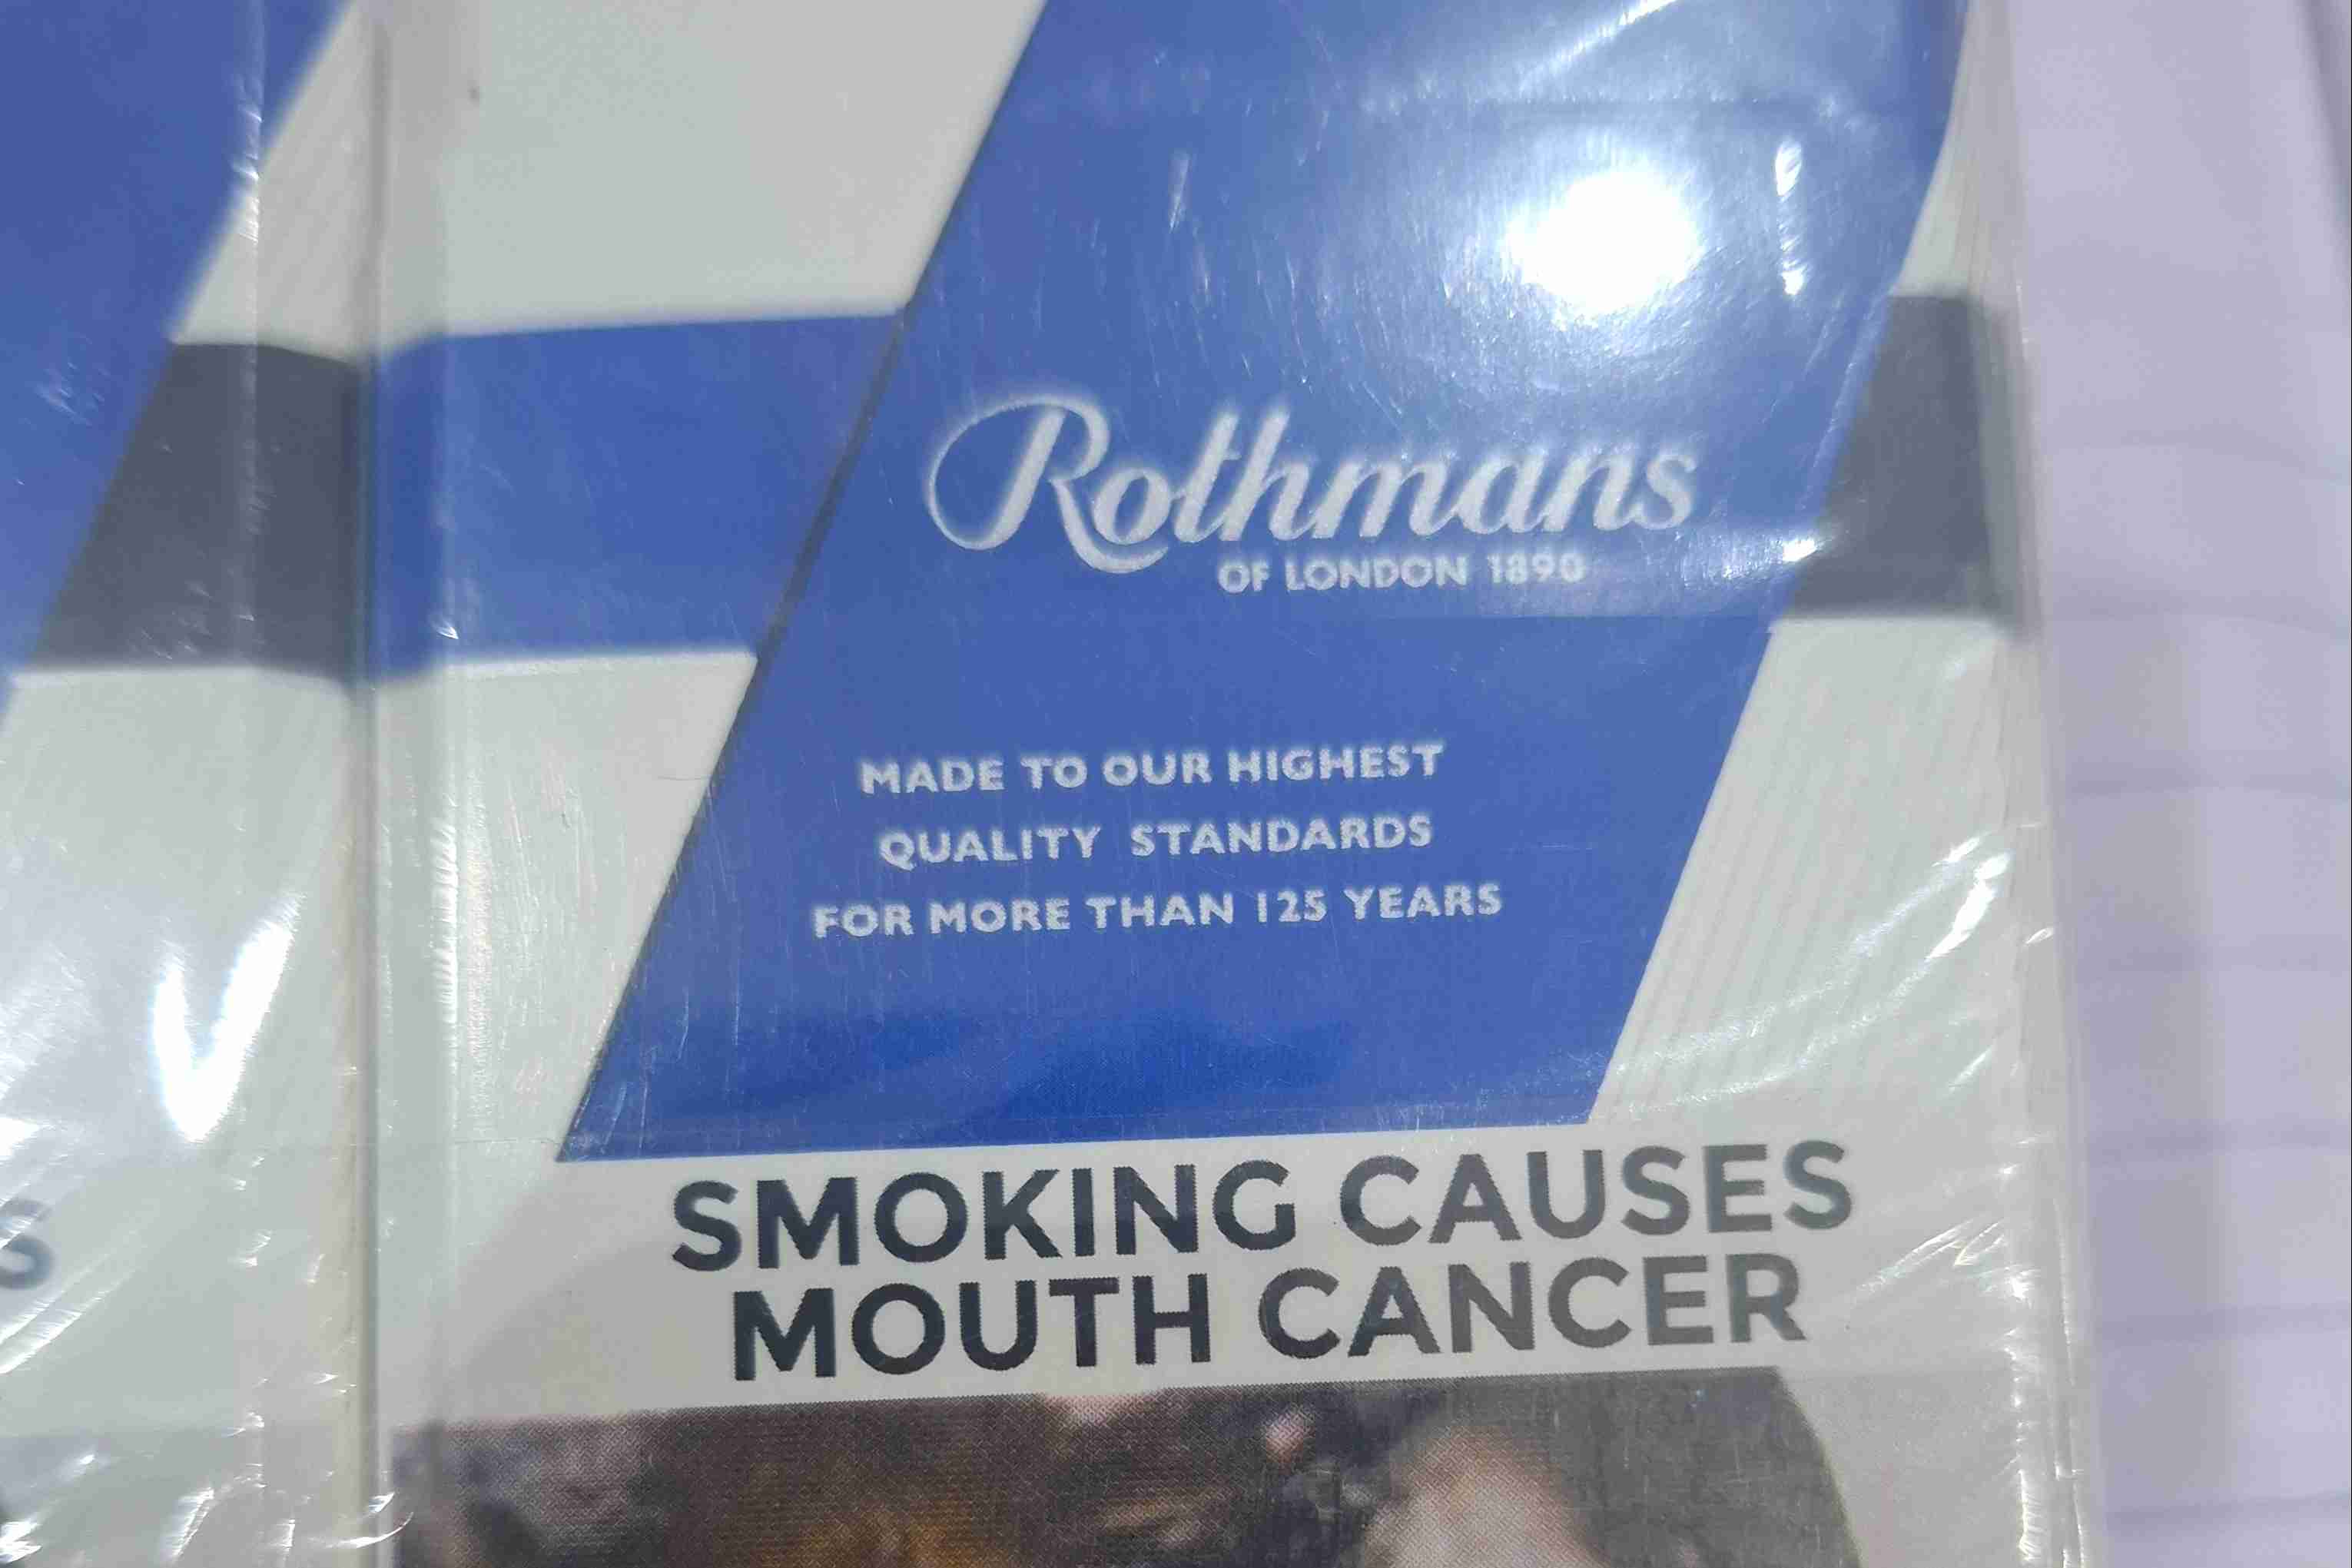 Rothmans
OF LONDON 1890
MADE TO OUR HIGHEST
QUALITY STANDARDS
FOR MORE THAN 125 YEARS
SMOKING CAUSES
MOUTH CANCER
S